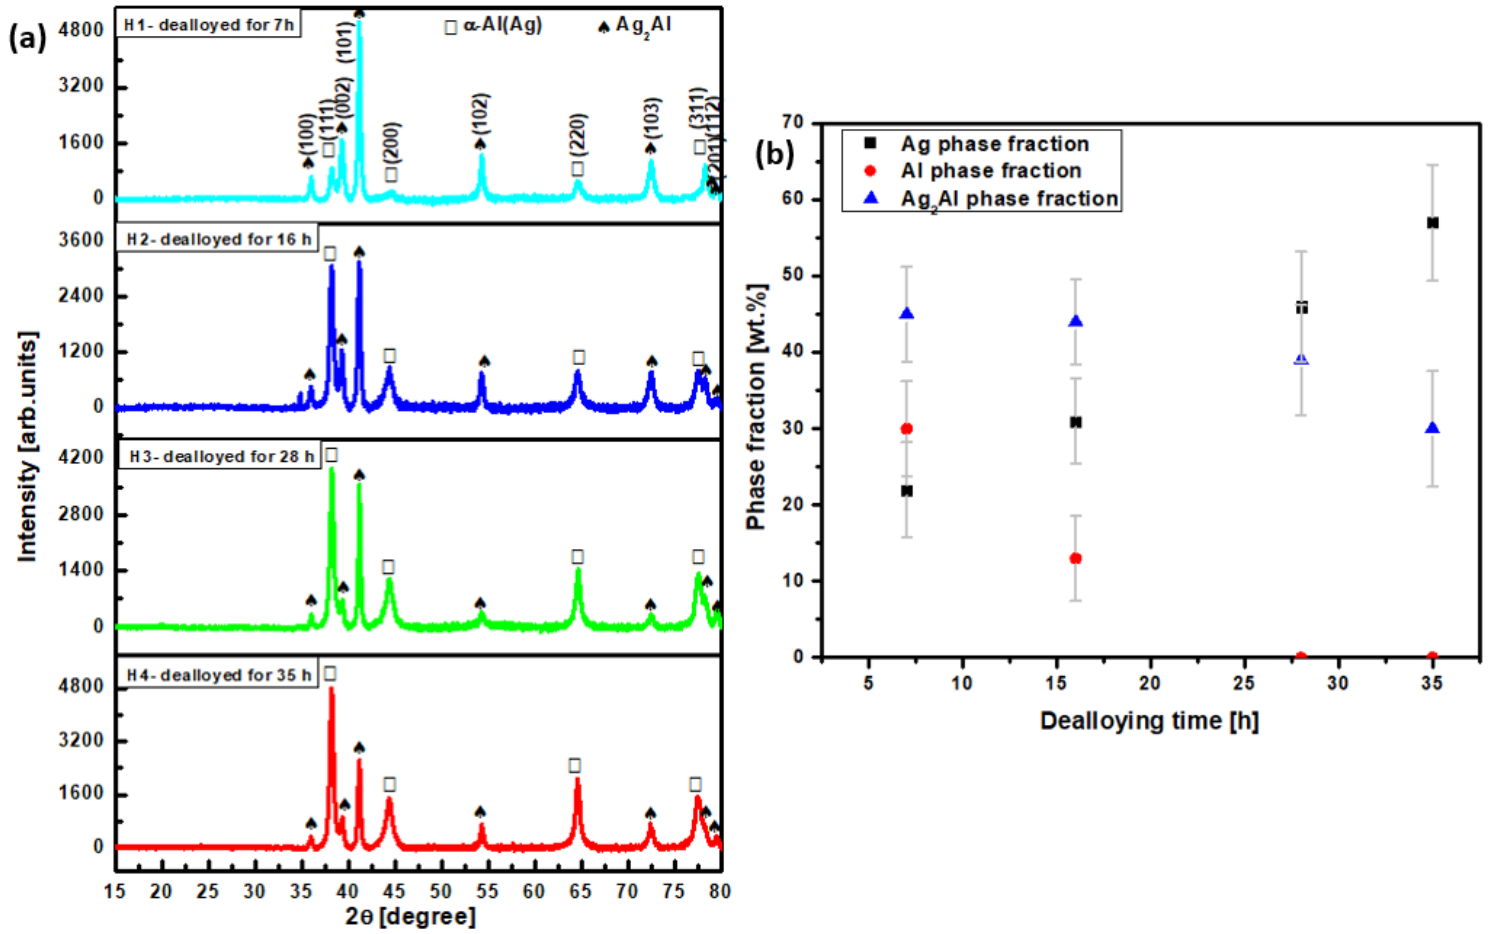 (a)
H1- dealloyed for 7h
□ α-Al(Ag)
♠ Ag2Al
4800
3200
1600
0
(100)
(111)
(002)
(101)
(200)
(102)
(220)
(103)
(311)
(201)
(112)
H2- dealloyed for 16 h
3600
2400
1200
0
H3- dealloyed for 28 h
4200
2800
1400
0
H4- dealloyed for 35 h
4800
3200
1600
0
Intensity [arb.units]
15 20 25 30 35 40 45 50 55 60 65 70 75 80
2θ [degree]
(b)
Ag phase fraction
Al phase fraction
Ag2Al phase fraction
70
60
50
40
30
20
10
0
Phase fraction [wt.%]
5 10 15 20 25 30 35
Dealloying time [h]